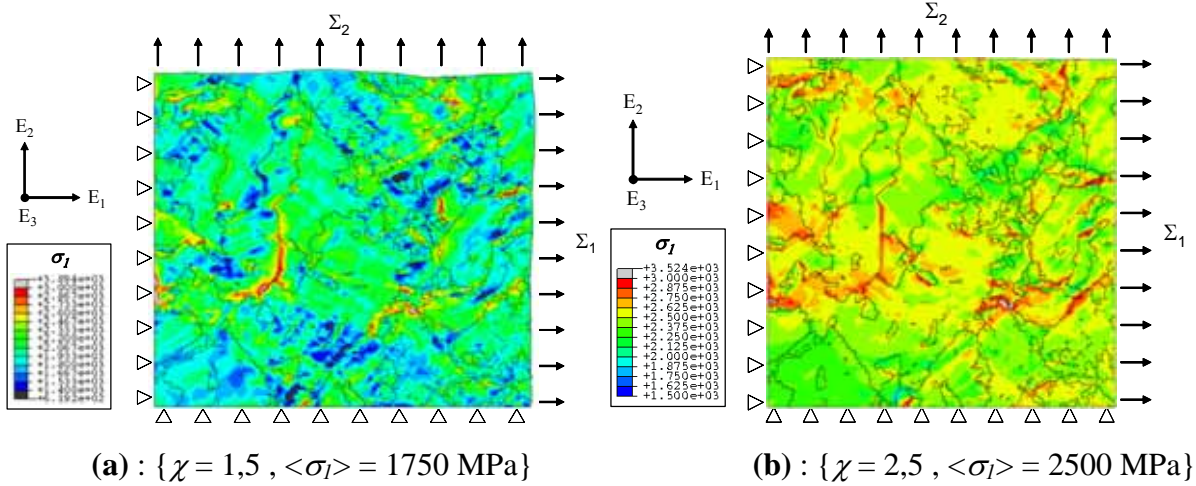 Σ2
Σ2
E2
E1
E3
E2
E1
E3
Σ1
Σ1
σ1
σ1
+3.524e+03
+3.000e+03
+2.875e+03
+2.750e+03
+2.625e+03
+2.500e+03
+2.375e+03
+2.250e+03
+2.125e+03
+2.000e+03
+1.875e+03
+1.750e+03
+1.625e+03
+1.500e+03
(a) : {χ = 1,5 , <σ1> = 1750 MPa}
(b) : {χ = 2,5 , <σ1> = 2500 MPa}